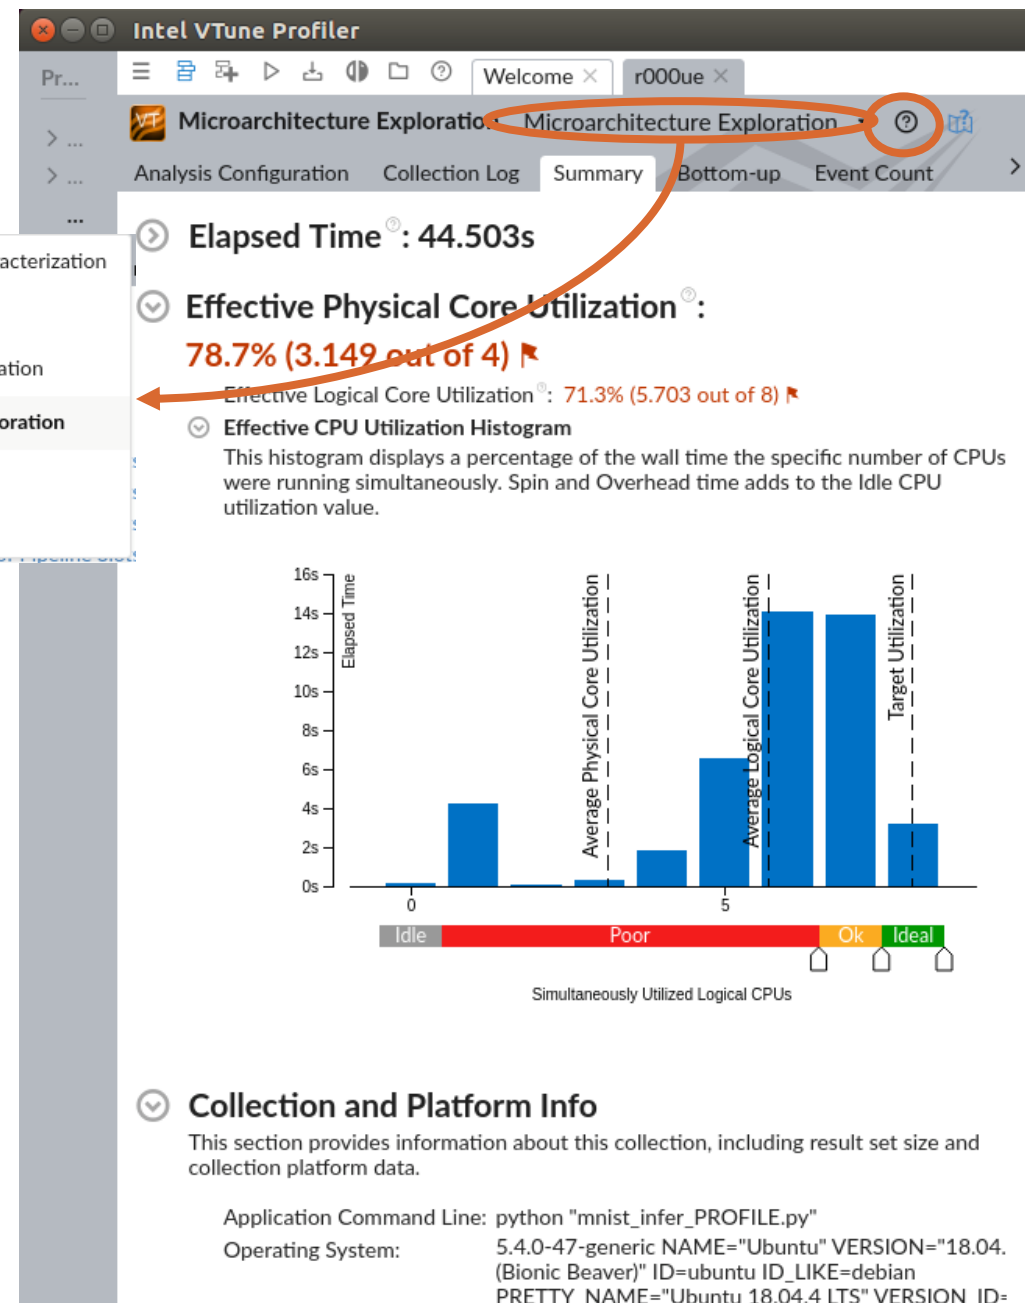 Intel VTune Profiler
Pr...
Welcome
r000ue
Microarchitecture Exploration
Microarchitecture Exploration
Analysis Configuration
Collection Log
Summary
Bottom-up
Event Count
Elapsed Time: 44.503s
Effective Physical Core Utilization:
78.7% (3.149 out of 4)
Effective Logical Core Utilization: 71.3% (5.703 out of 8)
Effective CPU Utilization Histogram
This histogram displays a percentage of the wall time the specific number of CPUs
were running simultaneously. Spin and Overhead time adds to the Idle CPU
utilization value.
acterization
ation
oration
16s
14s
12s
10s
8s
6s
4s
2s
0s
Elapsed Time
Average Physical Core Utilization
Average Logical Core Utilization
Target Utilization
0
5
Idle
Poor
Ok
Ideal
Simultaneously Utilized Logical CPUs
Collection and Platform Info
This section provides information about this collection, including result set size and
collection platform data.
Application Command Line: python "mnist_infer_PROFILE.py"
Operating System: 5.4.0-47-generic NAME="Ubuntu" VERSION="18.04.
(Bionic Beaver)" ID=ubuntu ID_LIKE=debian
PRETTY_NAME="Ubuntu 18.04.4 LTS" VERSION_ID=